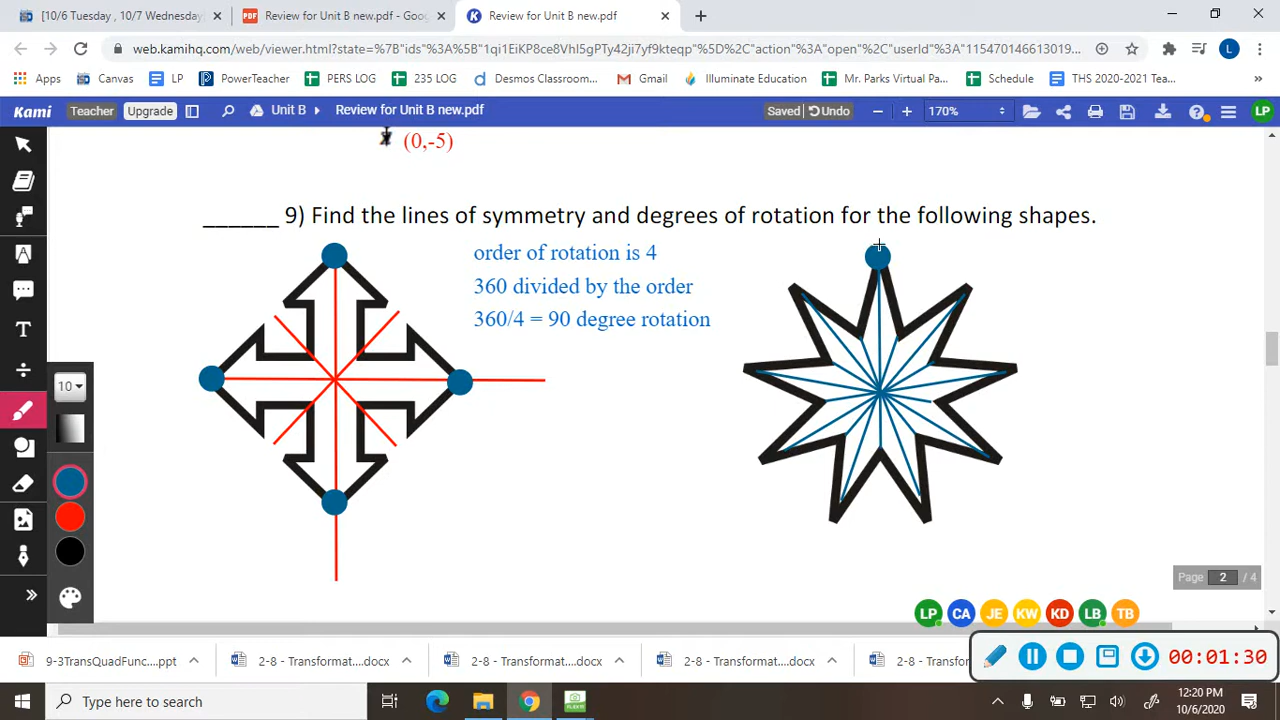 [10/6 Tuesday , 10/7 Wednesday
Review for Unit B new.pdf - Goo
Review for Unit B new.pdf
web.kamihq.com/web/viewer.html?state=%7B"ids"%3A%5B"1qi1EiKP8ce8VhI5gPTy42ji7yf9kteqp"%5D%2C"action"%3A"open"%2C"userId"%3A"115470146613019...
Apps Canvas LP PowerTeacher PERS LOG 235 LOG Desmos Classroom... Gmail Illuminate Education Mr. Parks Virtual Pa... Schedule THS 2020-2021 Tea...
Kami Teacher Upgrade Unit B Review for Unit B new.pdf Saved Undo 170% LP
(0,-5)
______ 9) Find the lines of symmetry and degrees of rotation for the following shapes.
order of rotation is 4
360 divided by the order
360/4 = 90 degree rotation
10
Page 2 / 4
LP CA JE KW KD LB TB
9-3TransQuadFunc....ppt 2-8 - Transformat....docx 2-8 - Transformat....docx 2-8 - Transformat....docx 2-8 -
00:01:30
Type here to search
12:20 PM
10/6/2020